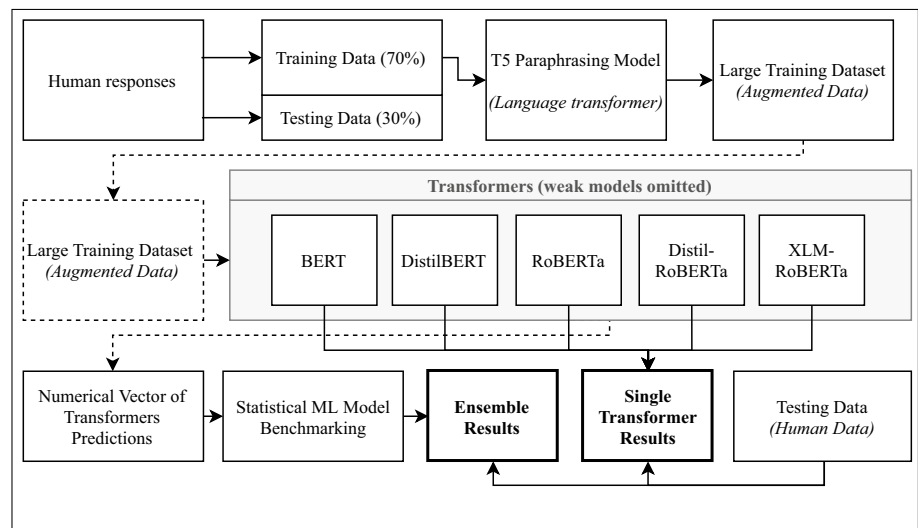 Human responses
Training Data (70%)
Testing Data (30%)
T5 Paraphrasing Model
(Language transformer)
Large Training Dataset
(Augmented Data)
Large Training Dataset
(Augmented Data)
Transformers (weak models omitted)
BERT
DistilBERT
RoBERTa
Distil-
RoBERTa
XLM-
RoBERTa
Numerical Vector of
Transformers
Predictions
Statistical ML Model
Benchmarking
Ensemble
Results
Single
Transformer
Results
Testing Data
(Human Data)